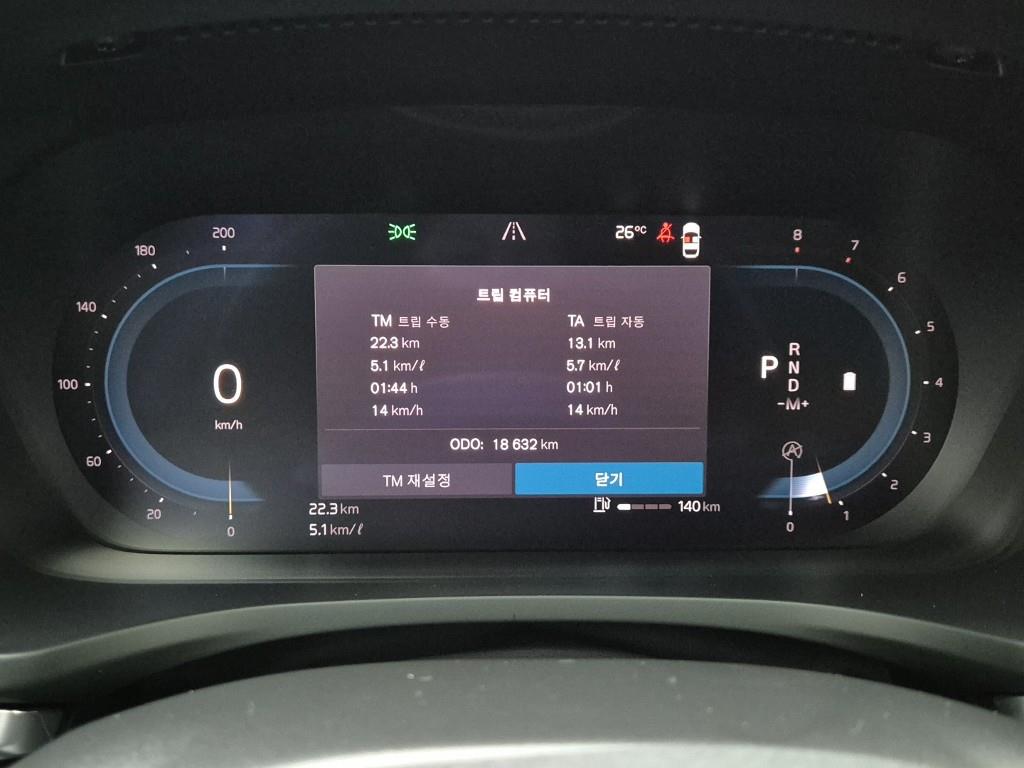 200
180
140
100
60
20
0
0
km/h
26°C
8
7
6
5
4
3
2
1
0
트립 컴퓨터
TM 트립 수동
22.3 km
5.1 km/ℓ
01:44 h
14 km/h
TA 트립 자동
13.1 km
5.7 km/ℓ
01:01 h
14 km/h
ODO: 18 632 km
TM 재설정
닫기
P
R
N
D
-M+
A
22.3 km
5.1 km/ℓ
140 km